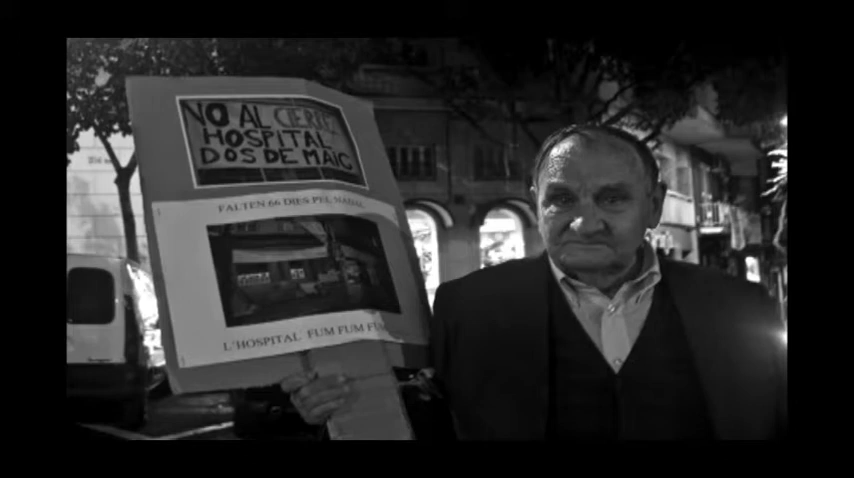 NO AL CIERRE
HOSPITAL
DOS DE MAIG
FALTEN 66 DIES PEL NADAL
L'HOSPITAL FUM FUM FUM